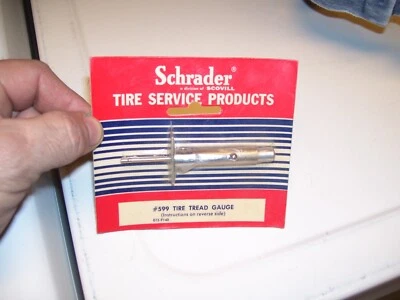 Schrader®
a division of SCOVILL
TIRE SERVICE PRODUCTS
#599 TIRE TREAD GAUGE
(Instructions on reverse side)